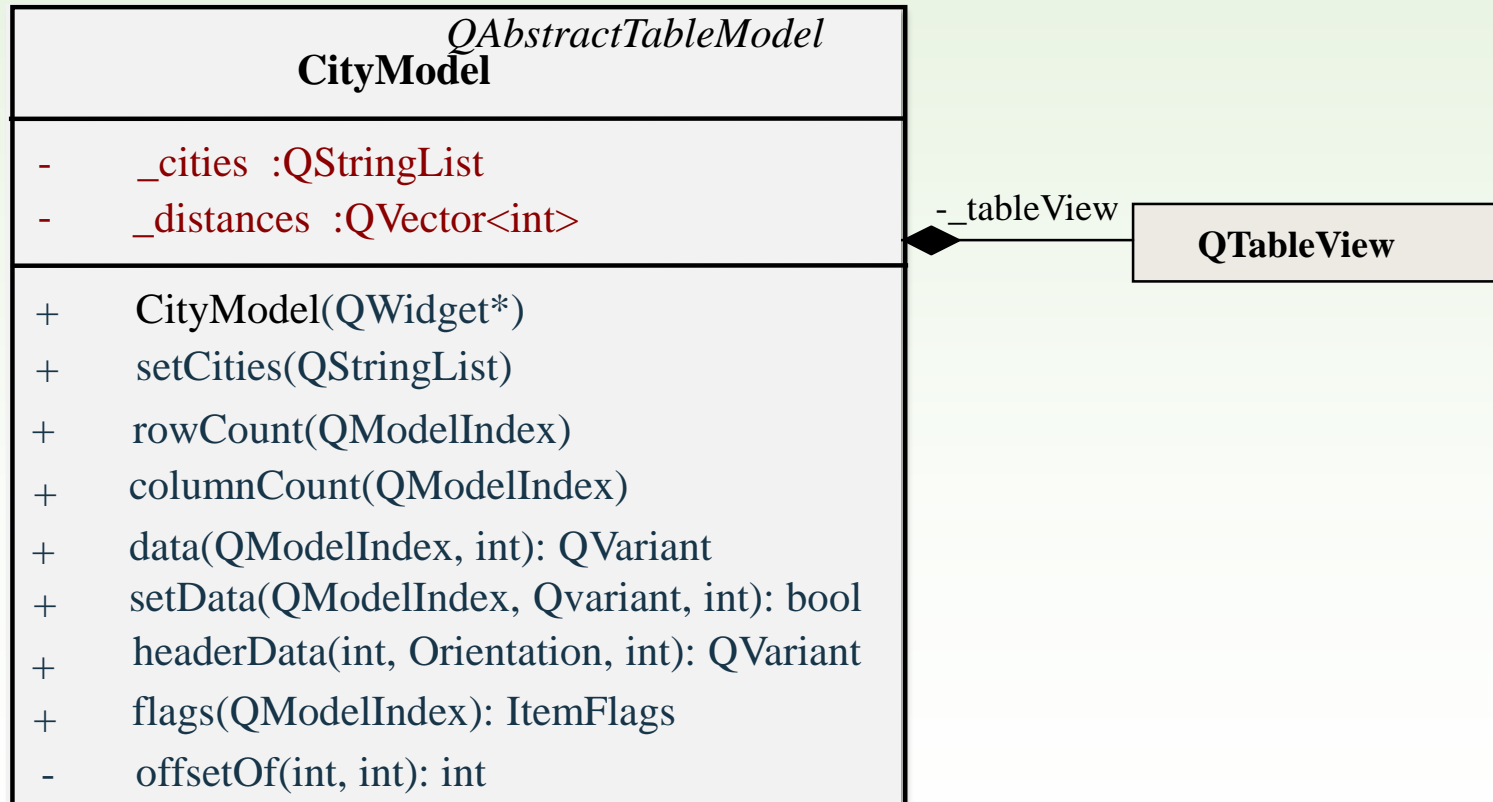 QAbstractTableModel
CityModel
- _cities :QStringList
- _distances :QVector<int>
+ CityModel(QWidget*)
+ setCities(QStringList)
+ rowCount(QModelIndex)
+ columnCount(QModelIndex)
+ data(QModelIndex, int): QVariant
+ setData(QModelIndex, Qvariant, int): bool
+ headerData(int, Orientation, int): QVariant
+ flags(QModelIndex): ItemFlags
- offsetOf(int, int): int
-_tableView
QTableView